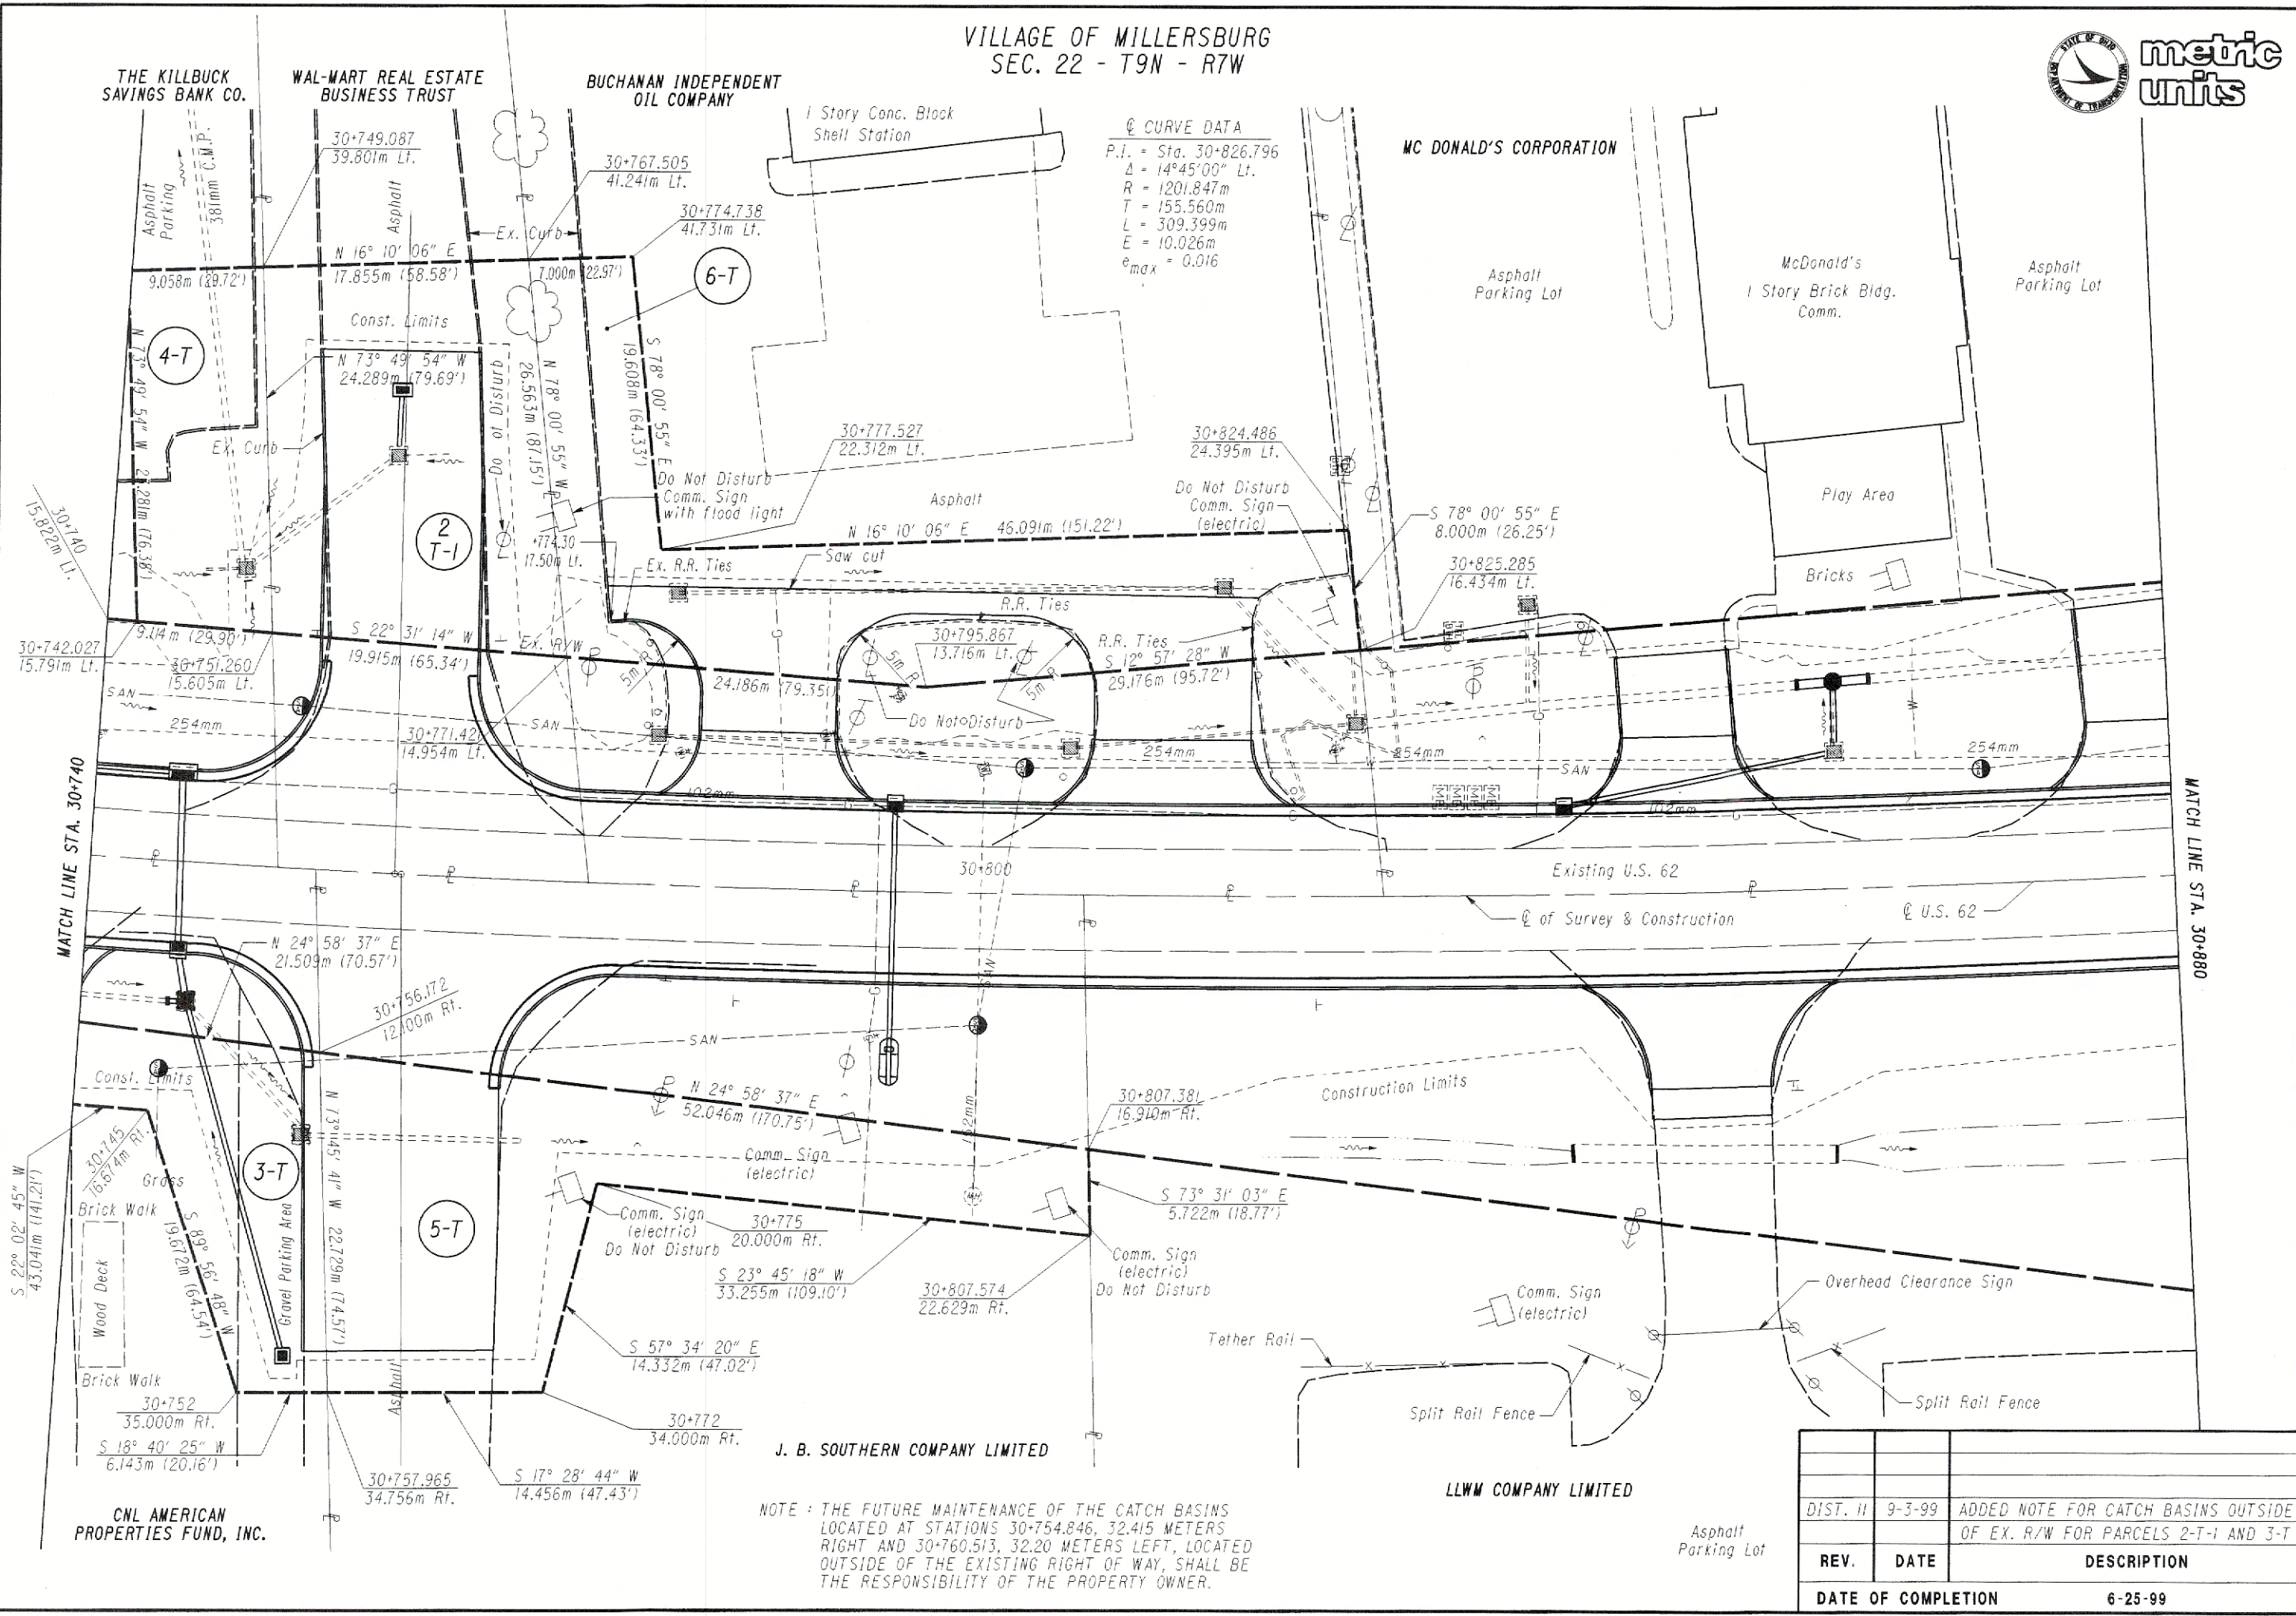 VILLAGE OF MILLERSBURG
SEC. 22 - T9N - R7W
STATE OF OHIO
DEPARTMENT OF TRANSPORTATION
metric
units
THE KILLBUCK
SAVINGS BANK CO.
WAL-MART REAL ESTATE
BUSINESS TRUST
BUCHANAN INDEPENDENT
OIL COMPANY
1 Story Conc. Block
Shell Station
℄ CURVE DATA
P.I. = Sta. 30+826.796
Δ = 14°45'00" Lt.
R = 1201.847m
T = 155.560m
L = 309.399m
E = 10.026m
emax = 0.016
MC DONALD'S CORPORATION
Asphalt
Parking
381mm C.M.P.
30+749.087
39.801m Lt.
Asphalt
30+767.505
41.241m Lt.
30+774.738
41.731m Lt.
Ex. Curb
N 16° 10' 06" E
9.058m (29.72')
17.855m (58.58')
7.000m (22.97')
6-T
Asphalt
Parking Lot
McDonald's
1 Story Brick Bldg.
Comm.
Asphalt
Parking Lot
Const. Limits
4-T
N 73° 49' 54" W
24.289m (79.69')
N 73° 49' 54" W 23.281m (76.38')
Do not Disturb
N 78° 00' 55" W
26.563m (87.15')
S 78° 00' 55" E
19.608m (64.33')
Ex. Curb
30+777.527
22.312m Lt.
30+824.486
24.395m Lt.
Do Not Disturb
Comm. Sign
with flood light
Asphalt
Do Not Disturb
Comm. Sign
(electric)
Play Area
S 78° 00' 55" E
8.000m (26.25')
30+740
15.822m Lt.
2
T-1
N 16° 10' 06" E 46.091m (151.22')
+774.30
17.50m Lt.
Ex. R.R. Ties
Saw cut
30+825.285
16.434m Lt.
Bricks
R.R. Ties
30+742.027
15.791m Lt.
9.114m (29.90')
S 22° 31' 14" W
19.915m (65.34')
Ex. R/W
30+751.260
15.605m Lt.
5m R
24.186m (79.35')
5m R
30+795.867
13.716m Lt.
5m R
R.R. Ties
S 12° 57' 28" W
29.176m (95.72')
SAN
254mm
SAN
30+771.421
14.954m Lt.
Do Not Disturb
254mm
254mm
SAN
254mm
102mm
102mm
MATCH LINE STA. 30+740
MATCH LINE STA. 30+880
30+800
Existing U.S. 62
℄ of Survey & Construction
℄ U.S. 62
N 24° 58' 37" E
21.509m (70.57')
30+756.172
12.100m Rt.
SAN
SAN
Const. Limits
N 24° 58' 37" E
52.046m (170.75')
152mm
30+807.381
16.910m Rt.
Construction Limits
S 22° 02' 45" W
43.041m (141.21')
30+745
16.674m Rt.
Grass
Brick Walk
3-T
N 73° 45' 41" W 22.729m (74.57')
5-T
Comm. Sign
(electric)
Comm. Sign
(electric)
Do Not Disturb
30+775
20.000m Rt.
MH
S 73° 31' 03" E
5.722m (18.77')
Wood Deck
S 89° 56' 48" W
19.672m (64.54')
Gravel Parking Area
S 23° 45' 18" W
33.255m (109.10')
30+807.574
22.629m Rt.
Comm. Sign
(electric)
Do Not Disturb
Overhead Clearance Sign
Comm. Sign
(electric)
Tether Rail
S 57° 34' 20" E
14.332m (47.02')
Brick Walk
30+752
35.000m Rt.
Asphalt
30+772
34.000m Rt.
Split Rail Fence
Split Rail Fence
S 18° 40' 25" W
6.143m (20.16')
30+757.965
34.756m Rt.
S 17° 28' 44" W
14.456m (47.43')
J. B. SOUTHERN COMPANY LIMITED
LLWM COMPANY LIMITED
CNL AMERICAN
PROPERTIES FUND, INC.
NOTE : THE FUTURE MAINTENANCE OF THE CATCH BASINS
LOCATED AT STATIONS 30+754.846, 32.415 METERS
RIGHT AND 30+760.513, 32.20 METERS LEFT, LOCATED
OUTSIDE OF THE EXISTING RIGHT OF WAY, SHALL BE
THE RESPONSIBILITY OF THE PROPERTY OWNER.
Asphalt
Parking Lot
DIST. 11 9-3-99 ADDED NOTE FOR CATCH BASINS OUTSIDE
OF EX. R/W FOR PARCELS 2-T-1 AND 3-T
REV. DATE DESCRIPTION
DATE OF COMPLETION 6-25-99